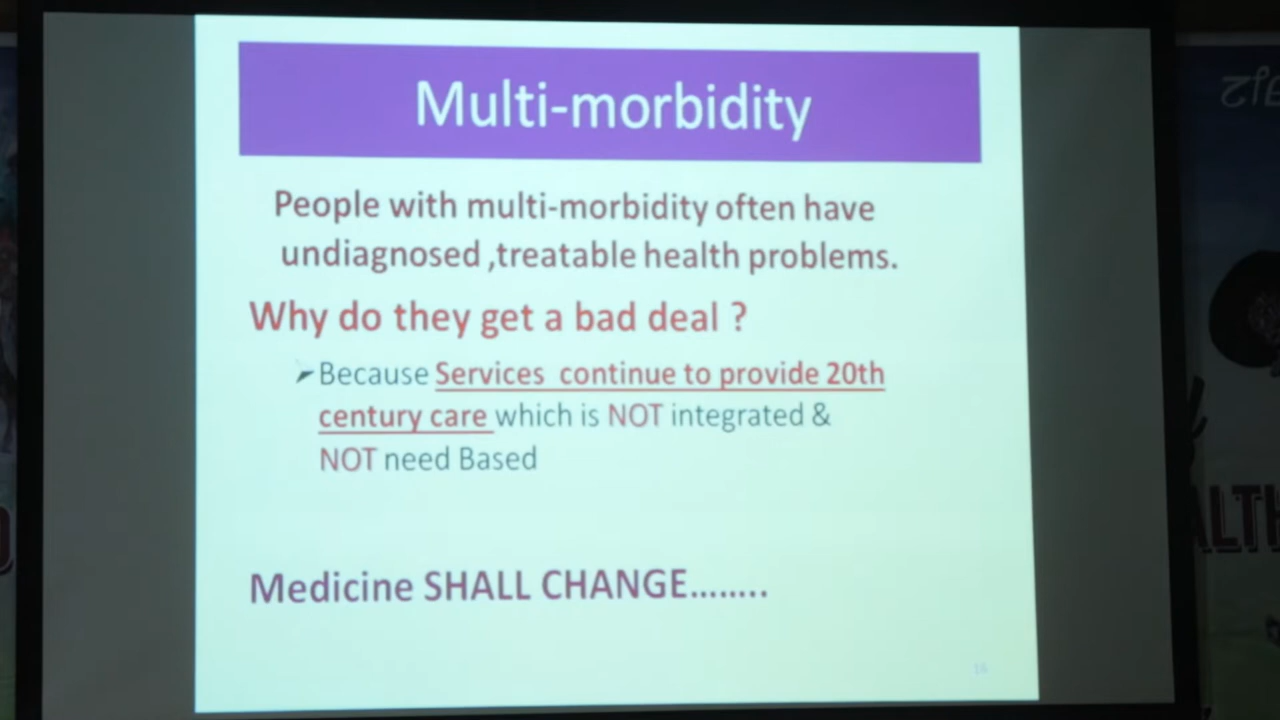 Multi-morbidity
People with multi-morbidity often have
undiagnosed ,treatable health problems.
Why do they get a bad deal ?
➢Because Services continue to provide 20th
century care which is NOT integrated &
NOT need Based
Medicine SHALL CHANGE........
16